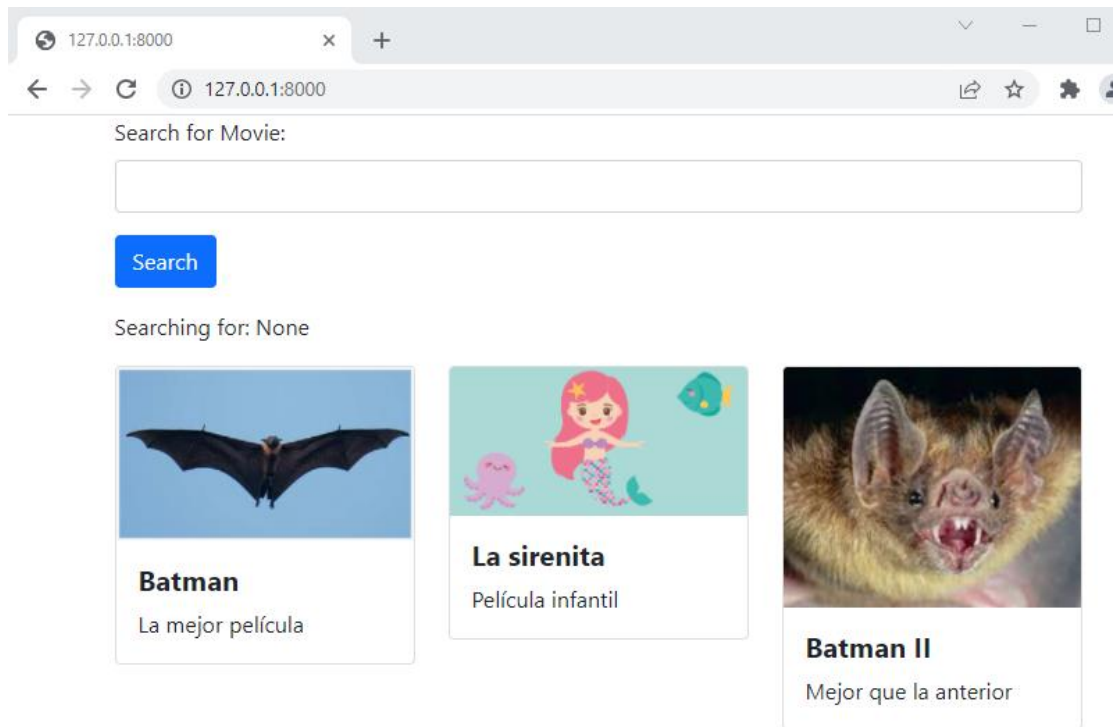 127.0.0.1:8000
127.0.0.1:8000
Search for Movie:
Search
Searching for: None
Batman
La mejor película
La sirenita
Película infantil
Batman II
Mejor que la anterior